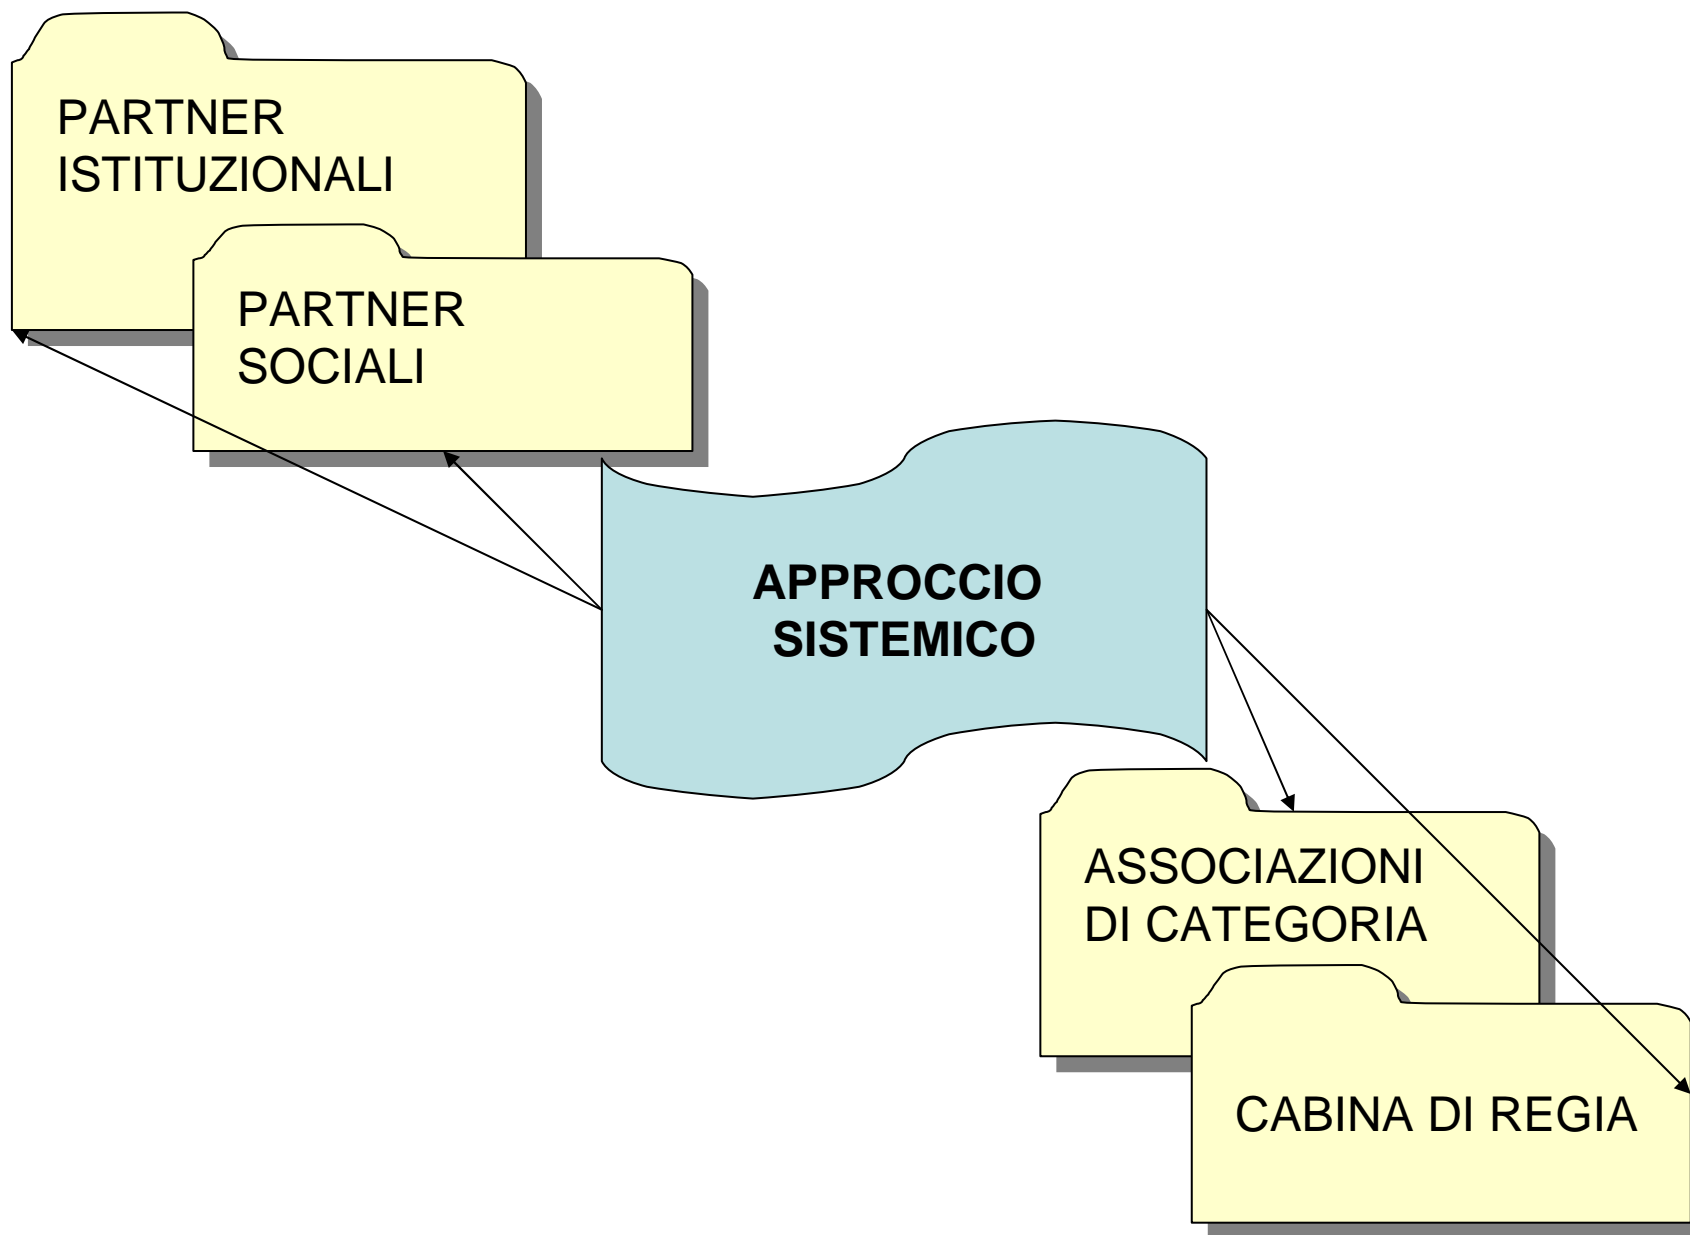 PARTNER
ISTITUZIONALI
PARTNER
SOCIALI
APPROCCIO
SISTEMICO
ASSOCIAZIONI
DI CATEGORIA
CABINA DI REGIA